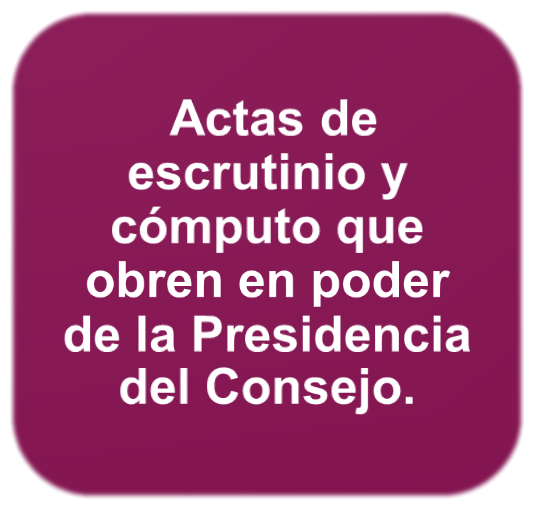 Actas de
escrutinio y
cómputo que
obren en poder
de la Presidencia
del Consejo.